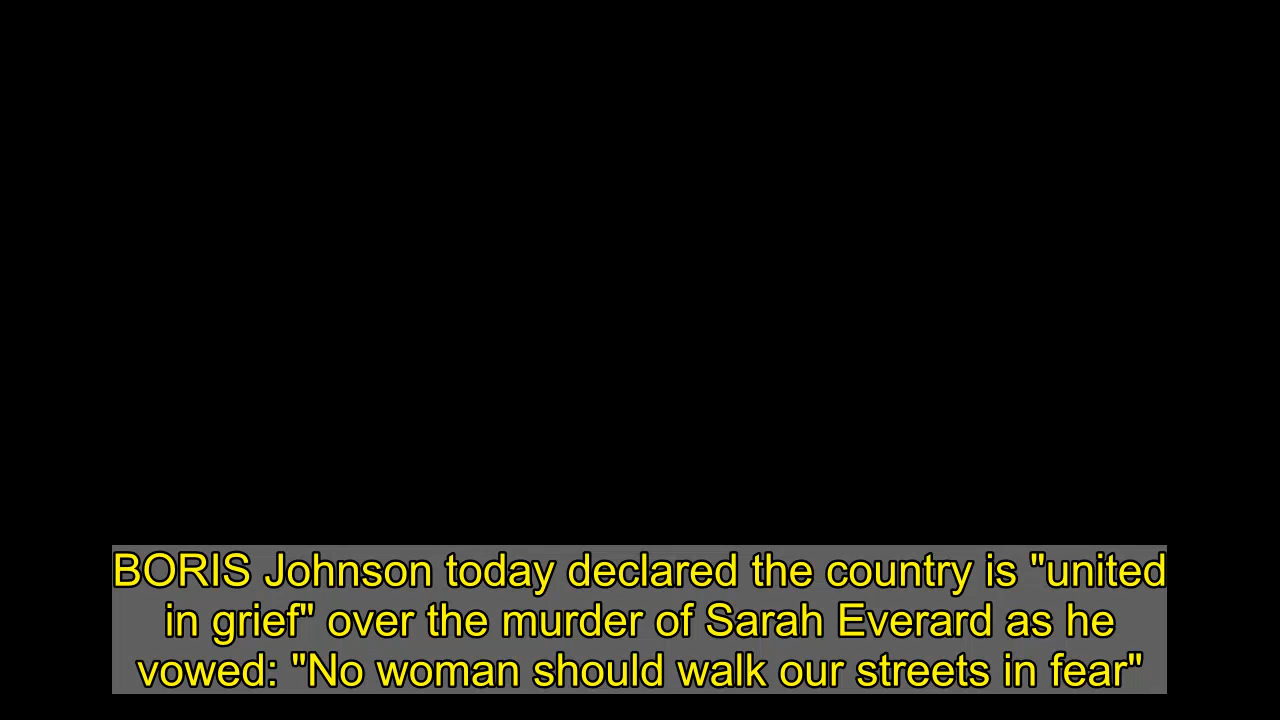 BORIS Johnson today declared the country is "united
in grief" over the murder of Sarah Everard as he
vowed: "No woman should walk our streets in fear"